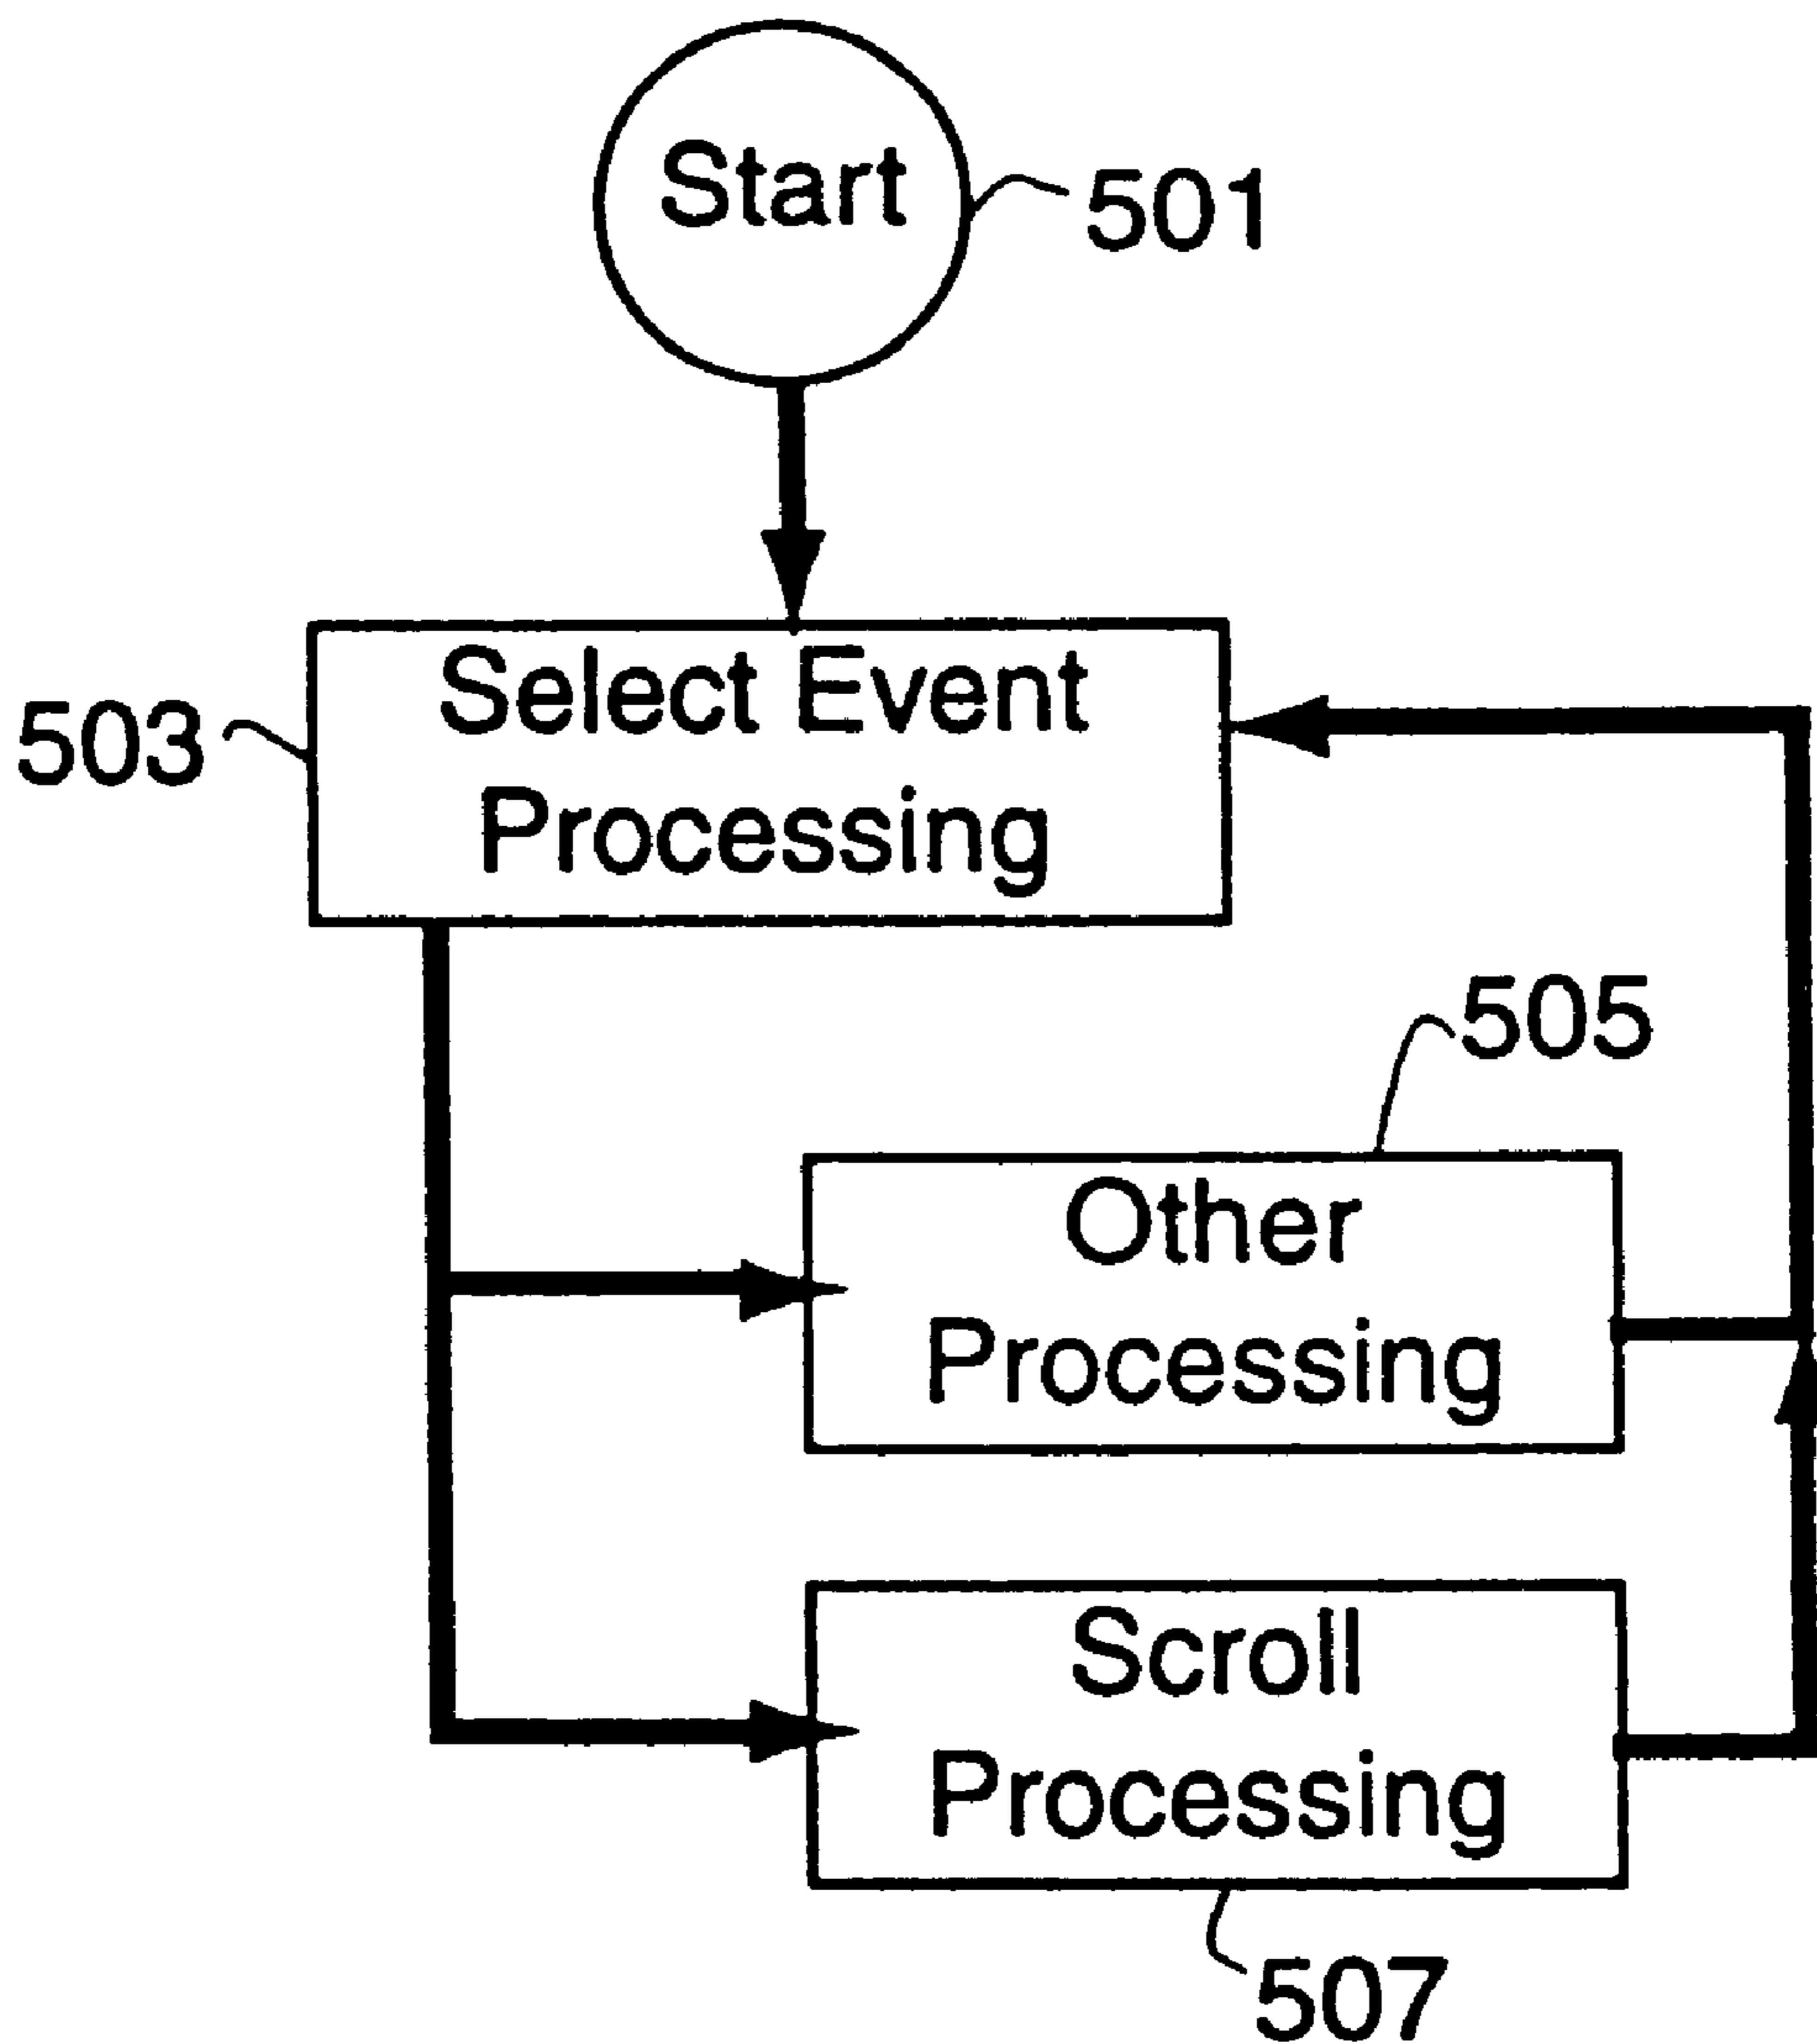 Start
501
Select Event
Processing
503
505
Other
Processing
Scroll
Processing
507